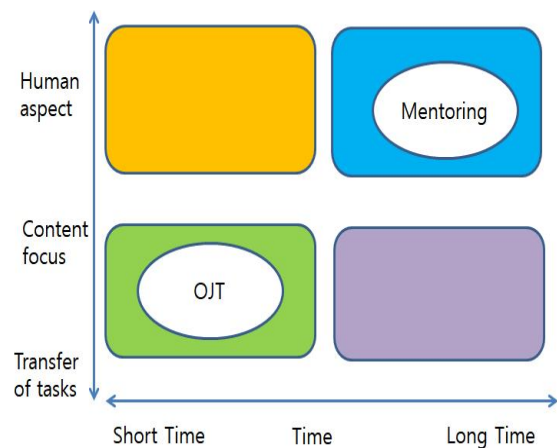 Human
aspect
Mentoring
Content
focus
OJT
Transfer
of tasks
Short Time
Time
Long Time